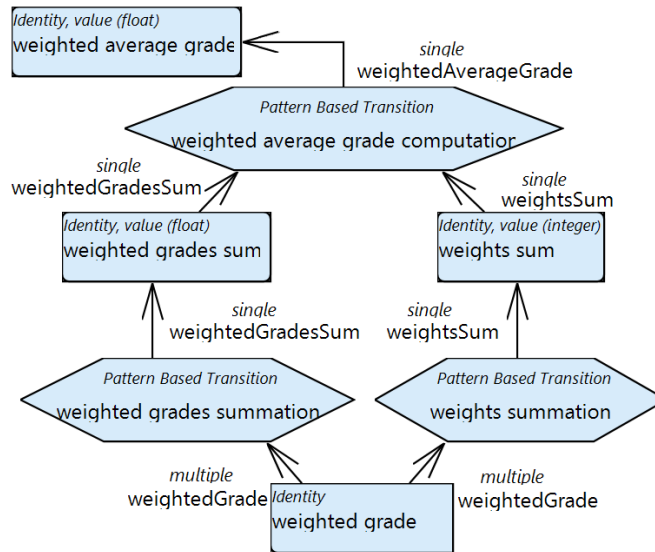 Identity, value (float)
weighted average grade
single
weightedAverageGrade
Pattern Based Transition
weighted average grade computation
single
weightedGradesSum
single
weightsSum
Identity, value (float)
weighted grades sum
Identity, value (integer)
weights sum
single
weightedGradesSum
single
weightsSum
Pattern Based Transition
weighted grades summation
Pattern Based Transition
weights summation
multiple
weightedGrade
multiple
weightedGrade
Identity
weighted grade